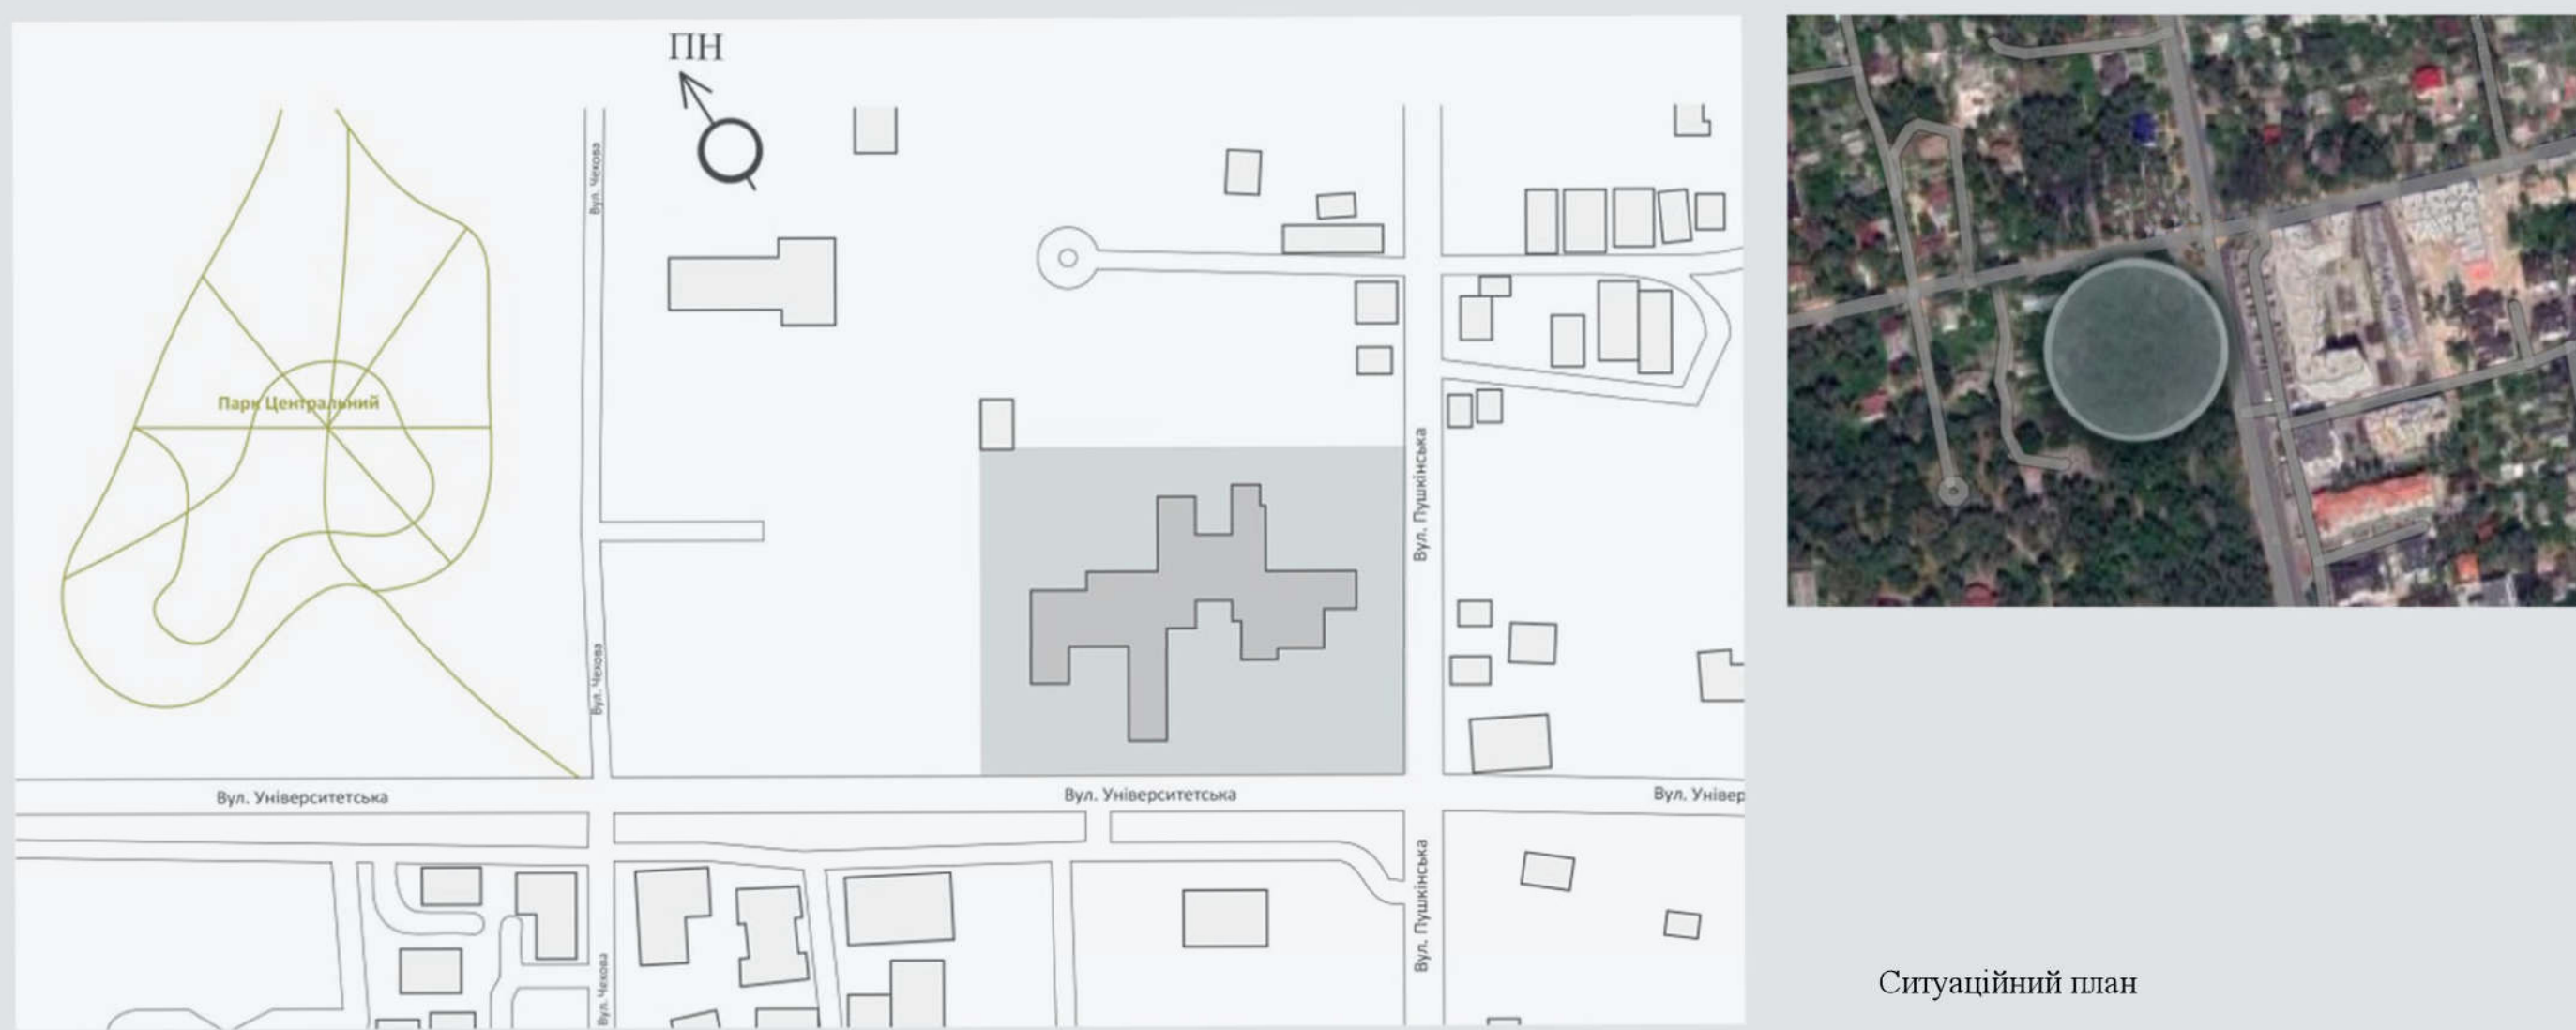 ПН
Вул. Чехова
Парк Центральний
Вул. Пушкінська
Вул. Чехова
Вул. Університетська
Вул. Університетська
Вул. Універ
Вул. Пушкінська
Вул. Чехова
Ситуаційний план